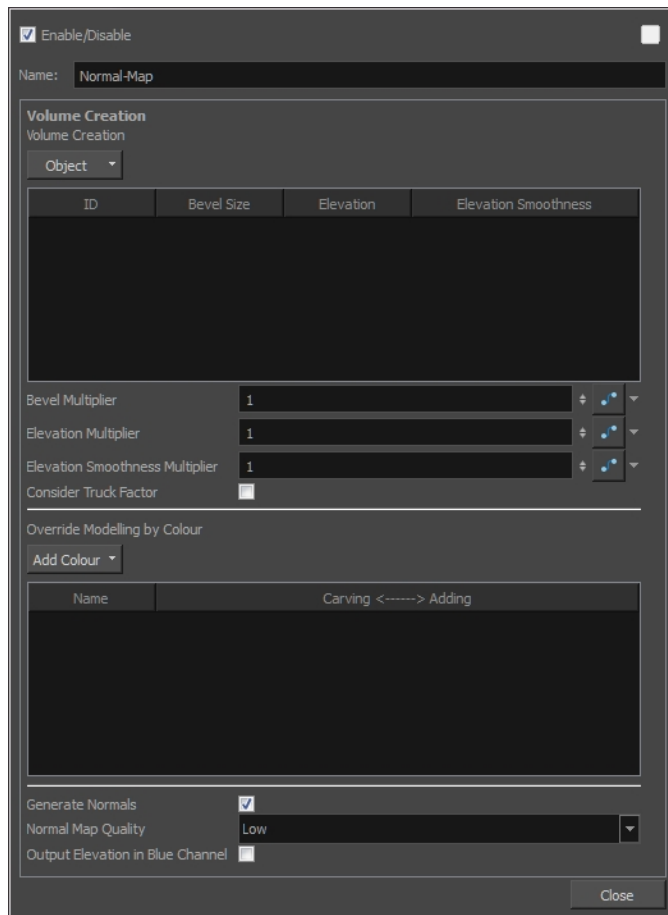 Enable/Disable
Name: Normal-Map
Volume Creation
Volume Creation
Object
ID Bevel Size Elevation Elevation Smoothness
Bevel Multiplier 1
Elevation Multiplier 1
Elevation Smoothness Multiplier 1
Consider Truck Factor
Override Modelling by Colour
Add Colour
Name Carving <------> Adding
Generate Normals
Normal Map Quality Low
Output Elevation in Blue Channel
Close